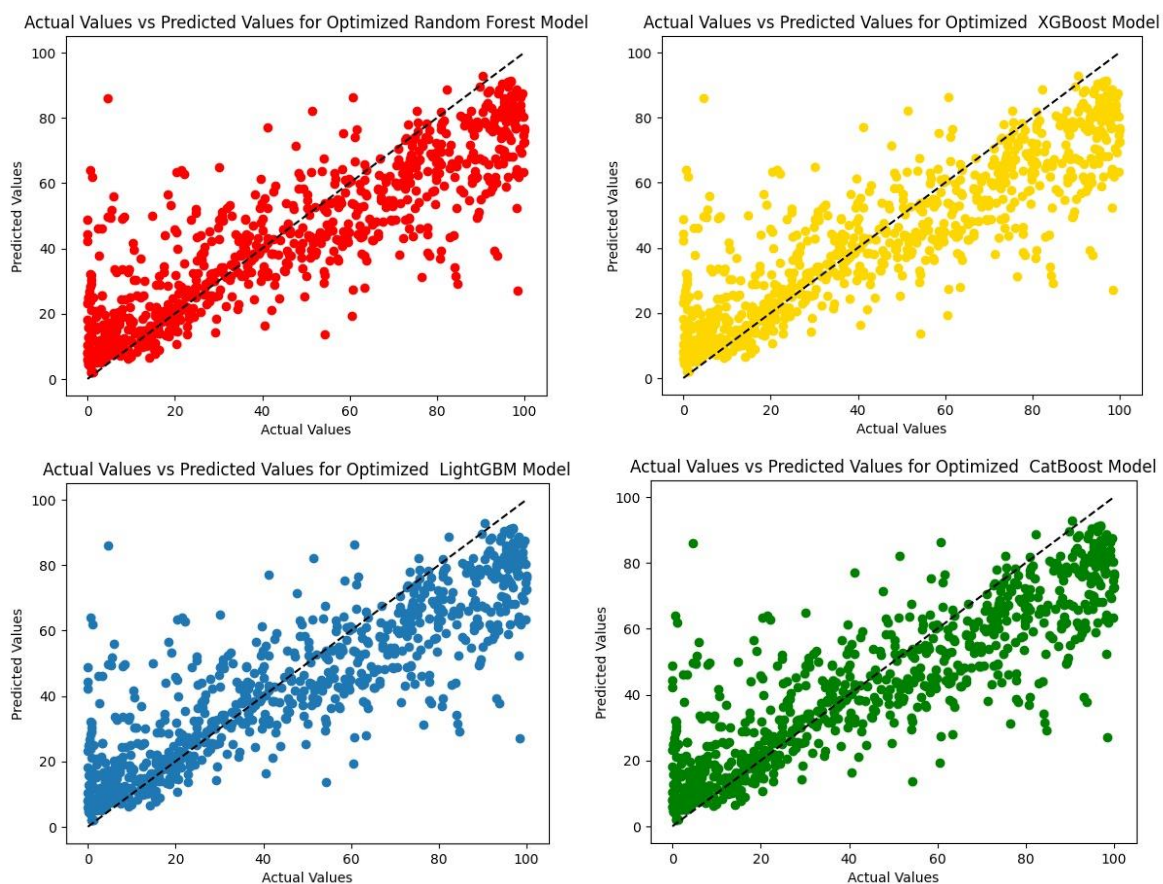 Actual Values vs Predicted Values for Optimized Random Forest Model
100
80
60
40
20
0
Predicted Values
0 20 40 60 80 100
Actual Values
Actual Values vs Predicted Values for Optimized  XGBoost Model
100
80
60
40
20
0
Predicted Values
0 20 40 60 80 100
Actual Values
Actual Values vs Predicted Values for Optimized  LightGBM Model
100
80
60
40
20
0
Predicted Values
0 20 40 60 80 100
Actual Values
Actual Values vs Predicted Values for Optimized  CatBoost Model
100
80
60
40
20
0
Predicted Values
0 20 40 60 80 100
Actual Values